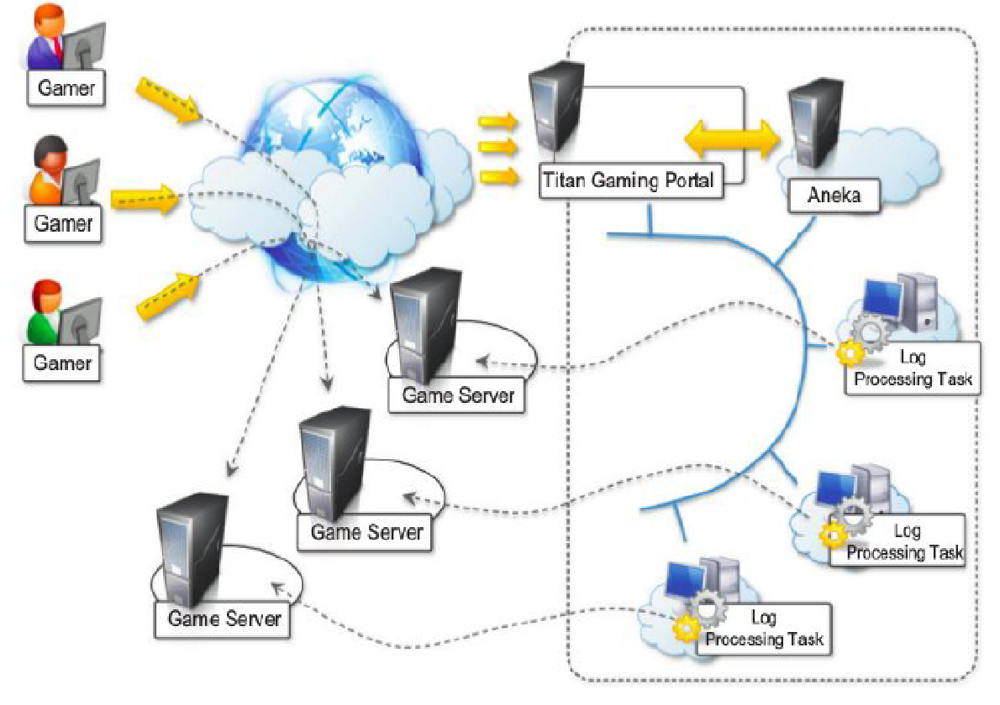 Gamer
Titan Gaming Portal
Aneka
Gamer
Gamer
Log
Processing Task
Game Server
Game Server
Log
Processing Task
Game Server
Log
Processing Task